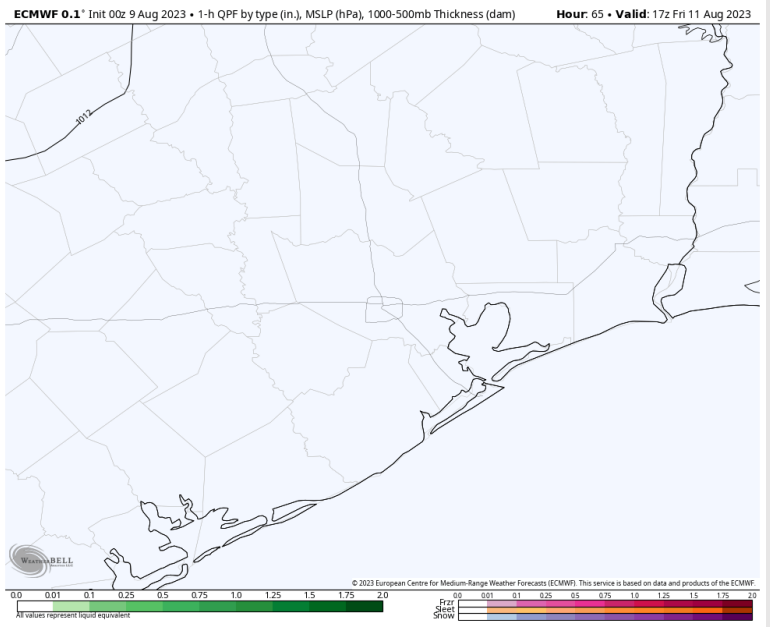 ECMWF 0.1° Init 00z 9 Aug 2023 • 1-h QPF by type (in.), MSLP (hPa), 1000-500mb Thickness (dam) Hour: 65 • Valid: 17z Fri 11 Aug 2023
1012
WEATHERBELL
© 2023 European Centre for Medium-Range Weather Forecasts (ECMWF). This service is based on data and products of the ECMWF.
0.0 0.01 0.1 0.25 0.5 0.75 1.0 1.25 1.5 1.75 2.0
All values represent liquid equivalent
0.0 0.01 0.1 0.25 0.5 0.75 1.0 1.25 1.5 1.75 2.0
Frzr
Sleet
Snow